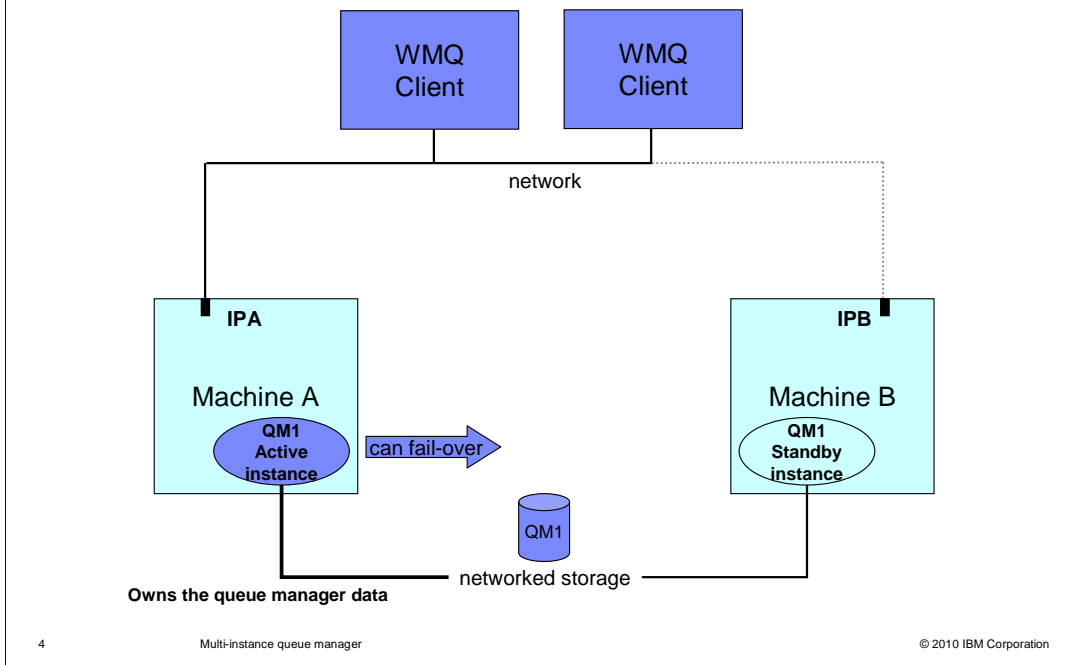 WMQ
Client
WMQ
Client
network
IPA
IPB
Machine A
Machine B
QM1
Active
instance
can fail-over
QM1
Standby
instance
QM1
networked storage
Owns the queue manager data
4
Multi-instance queue manager
© 2010 IBM Corporation